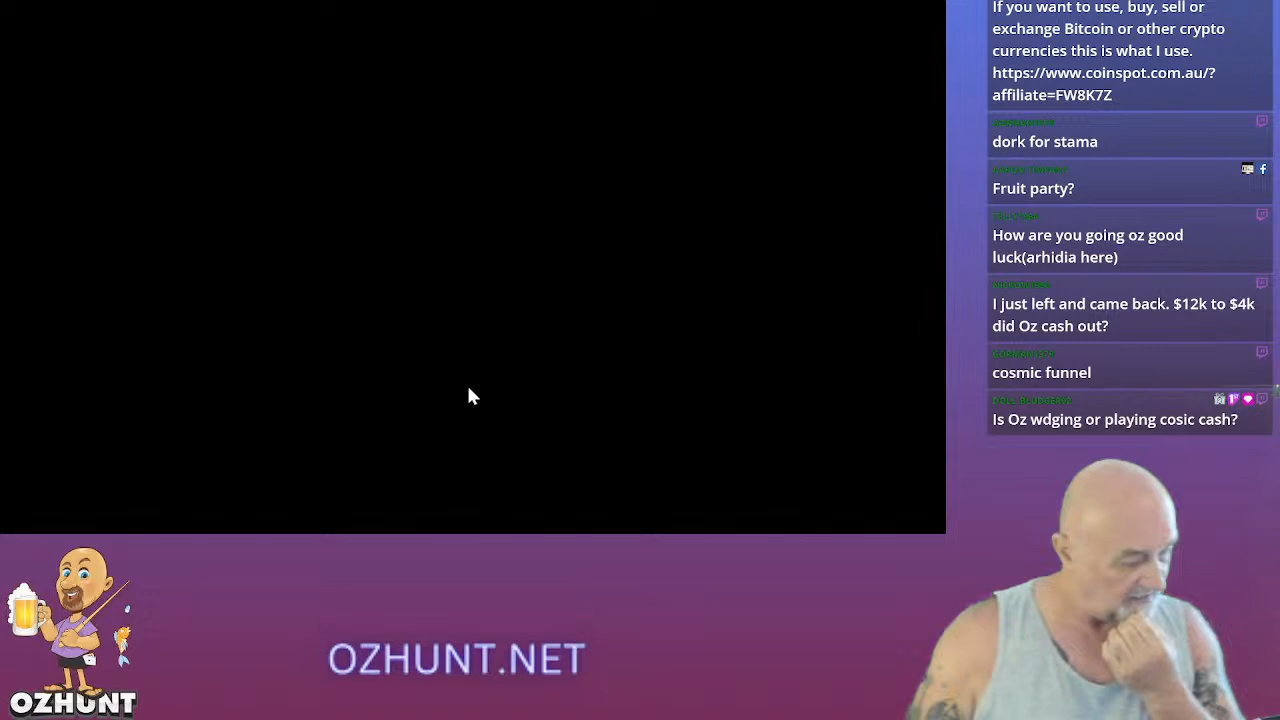 If you want to use, buy, sell or
exchange Bitcoin or other crypto
currencies this is what I use.
https://www.coinspot.com.au/?
affiliate=FW8K7Z
dork for stama
Fruit party?
How are you going oz good
luck(arhidia here)
I just left and came back. $12k to $4k
did Oz cash out?
cosmic funnel
Is Oz wdging or playing cosic cash?
OZHUNT.NET
OZHUNT